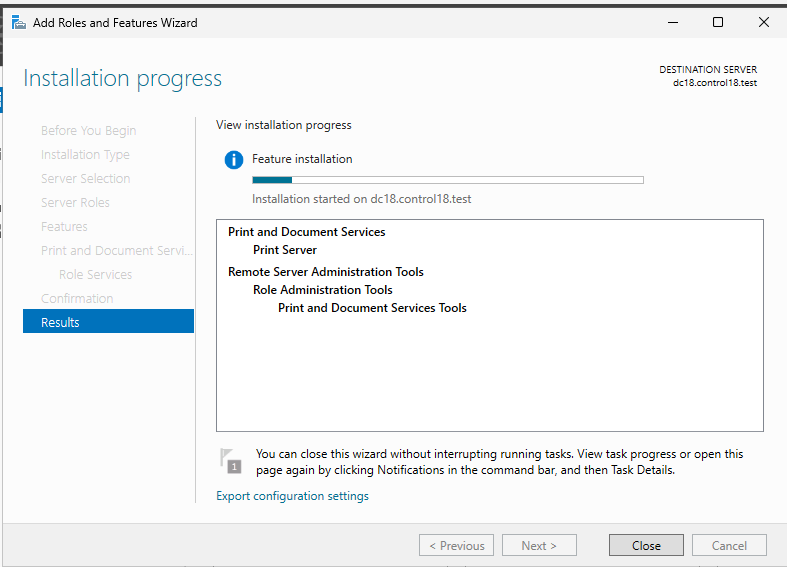 Add Roles and Features Wizard
Installation progress
DESTINATION SERVER
dc18.control18.test
Before You Begin
Installation Type
Server Selection
Server Roles
Features
Print and Document Servi...
Role Services
Confirmation
Results
View installation progress
Feature installation
Installation started on dc18.control18.test
Print and Document Services
Print Server
Remote Server Administration Tools
Role Administration Tools
Print and Document Services Tools
1
You can close this wizard without interrupting running tasks. View task progress or open this
page again by clicking Notifications in the command bar, and then Task Details.
Export configuration settings
< Previous
Next >
Close
Cancel